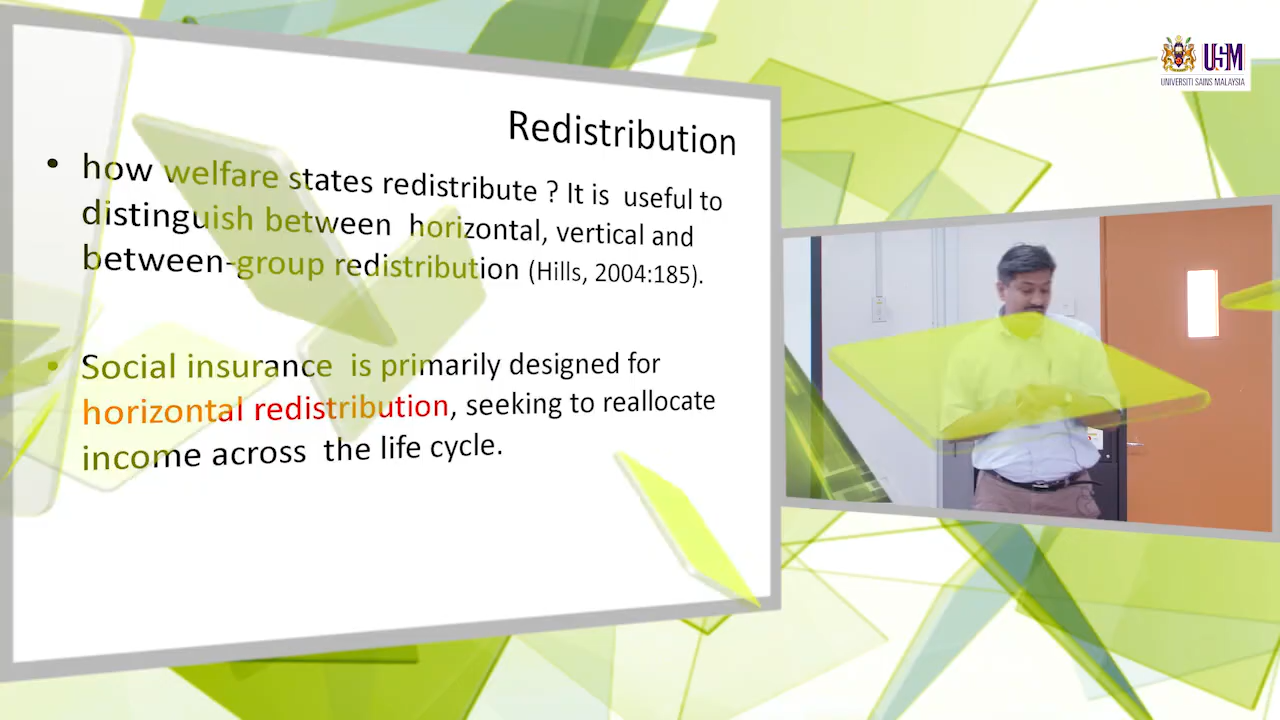 USM
UNIVERSITI SAINS MALAYSIA
Redistribution
• how welfare states redistribute ? It is useful to
distinguish between horizontal, vertical and
between-group redistribution (Hills, 2004:185).
• Social insurance is primarily designed for
horizontal redistribution, seeking to reallocate
income across the life cycle.